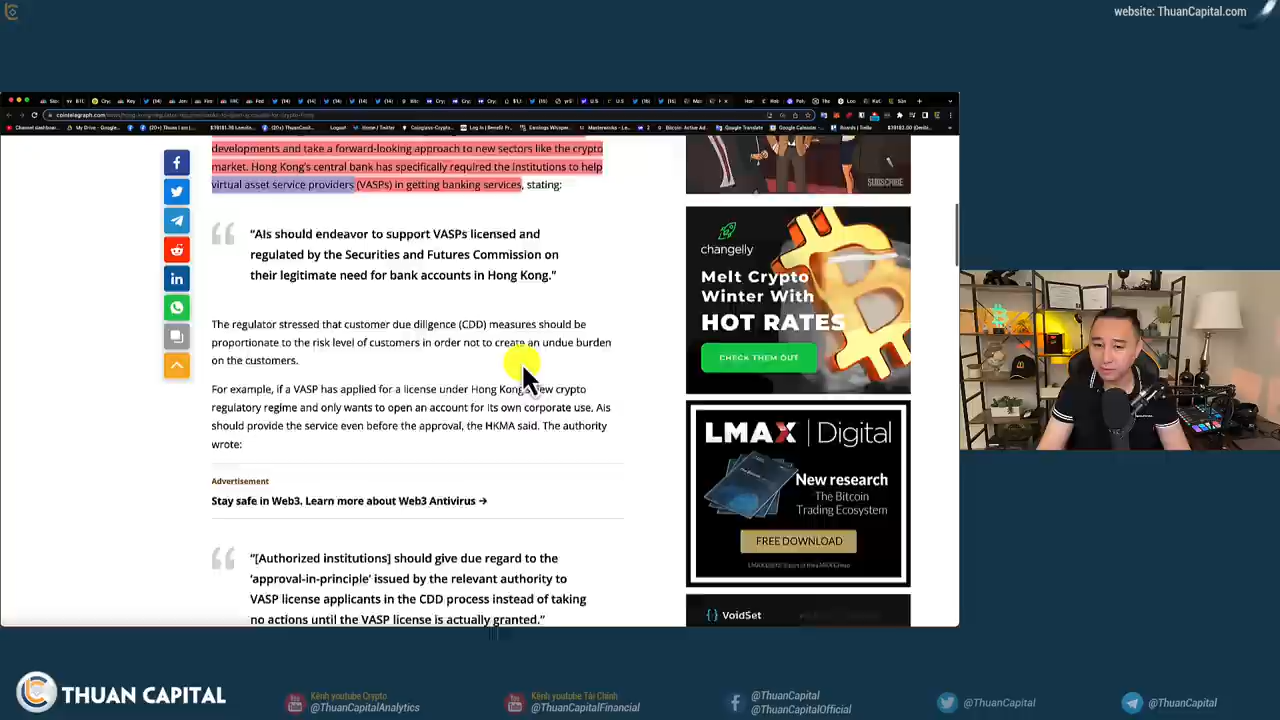 website: ThuanCapital.com
developments and take a forward-looking approach to new sectors like the crypto
market. Hong Kong's central bank has specifically required the institutions to help
virtual asset service providers (VASPs) in getting banking services, stating:
SUBSCRIBE
“AIs should endeavor to support VASPs licensed and
regulated by the Securities and Futures Commission on
their legitimate need for bank accounts in Hong Kong.”
changelly
Melt Crypto
Winter With
HOT RATES
CHECK THEM OUT
The regulator stressed that customer due diligence (CDD) measures should be
proportionate to the risk level of customers in order not to create an undue burden
on the customers.
For example, if a VASP has applied for a license under Hong Kong's new crypto
regulatory regime and only wants to open an account for its own corporate use, AIs
should provide the service even before the approval, the HKMA said. The authority
wrote:
LMAX Digital
New research
The Bitcoin
Trading Ecosystem
FREE DOWNLOAD
Advertisement
Stay safe in Web3. Learn more about Web3 Antivirus →
“[Authorized institutions] should give due regard to the
‘approval-in-principle’ issued by the relevant authority to
VASP license applicants in the CDD process instead of taking
no actions until the VASP license is actually granted.”
VoidSet
THUAN CAPITAL
Kênh youtube Crypto
@ThuanCapitalAnalytics
Kênh youtube Tài Chính
@ThuanCapitalFinancial
@ThuanCapital
@ThuanCapitalOfficial
@ThuanCapital
@ThuanCapital